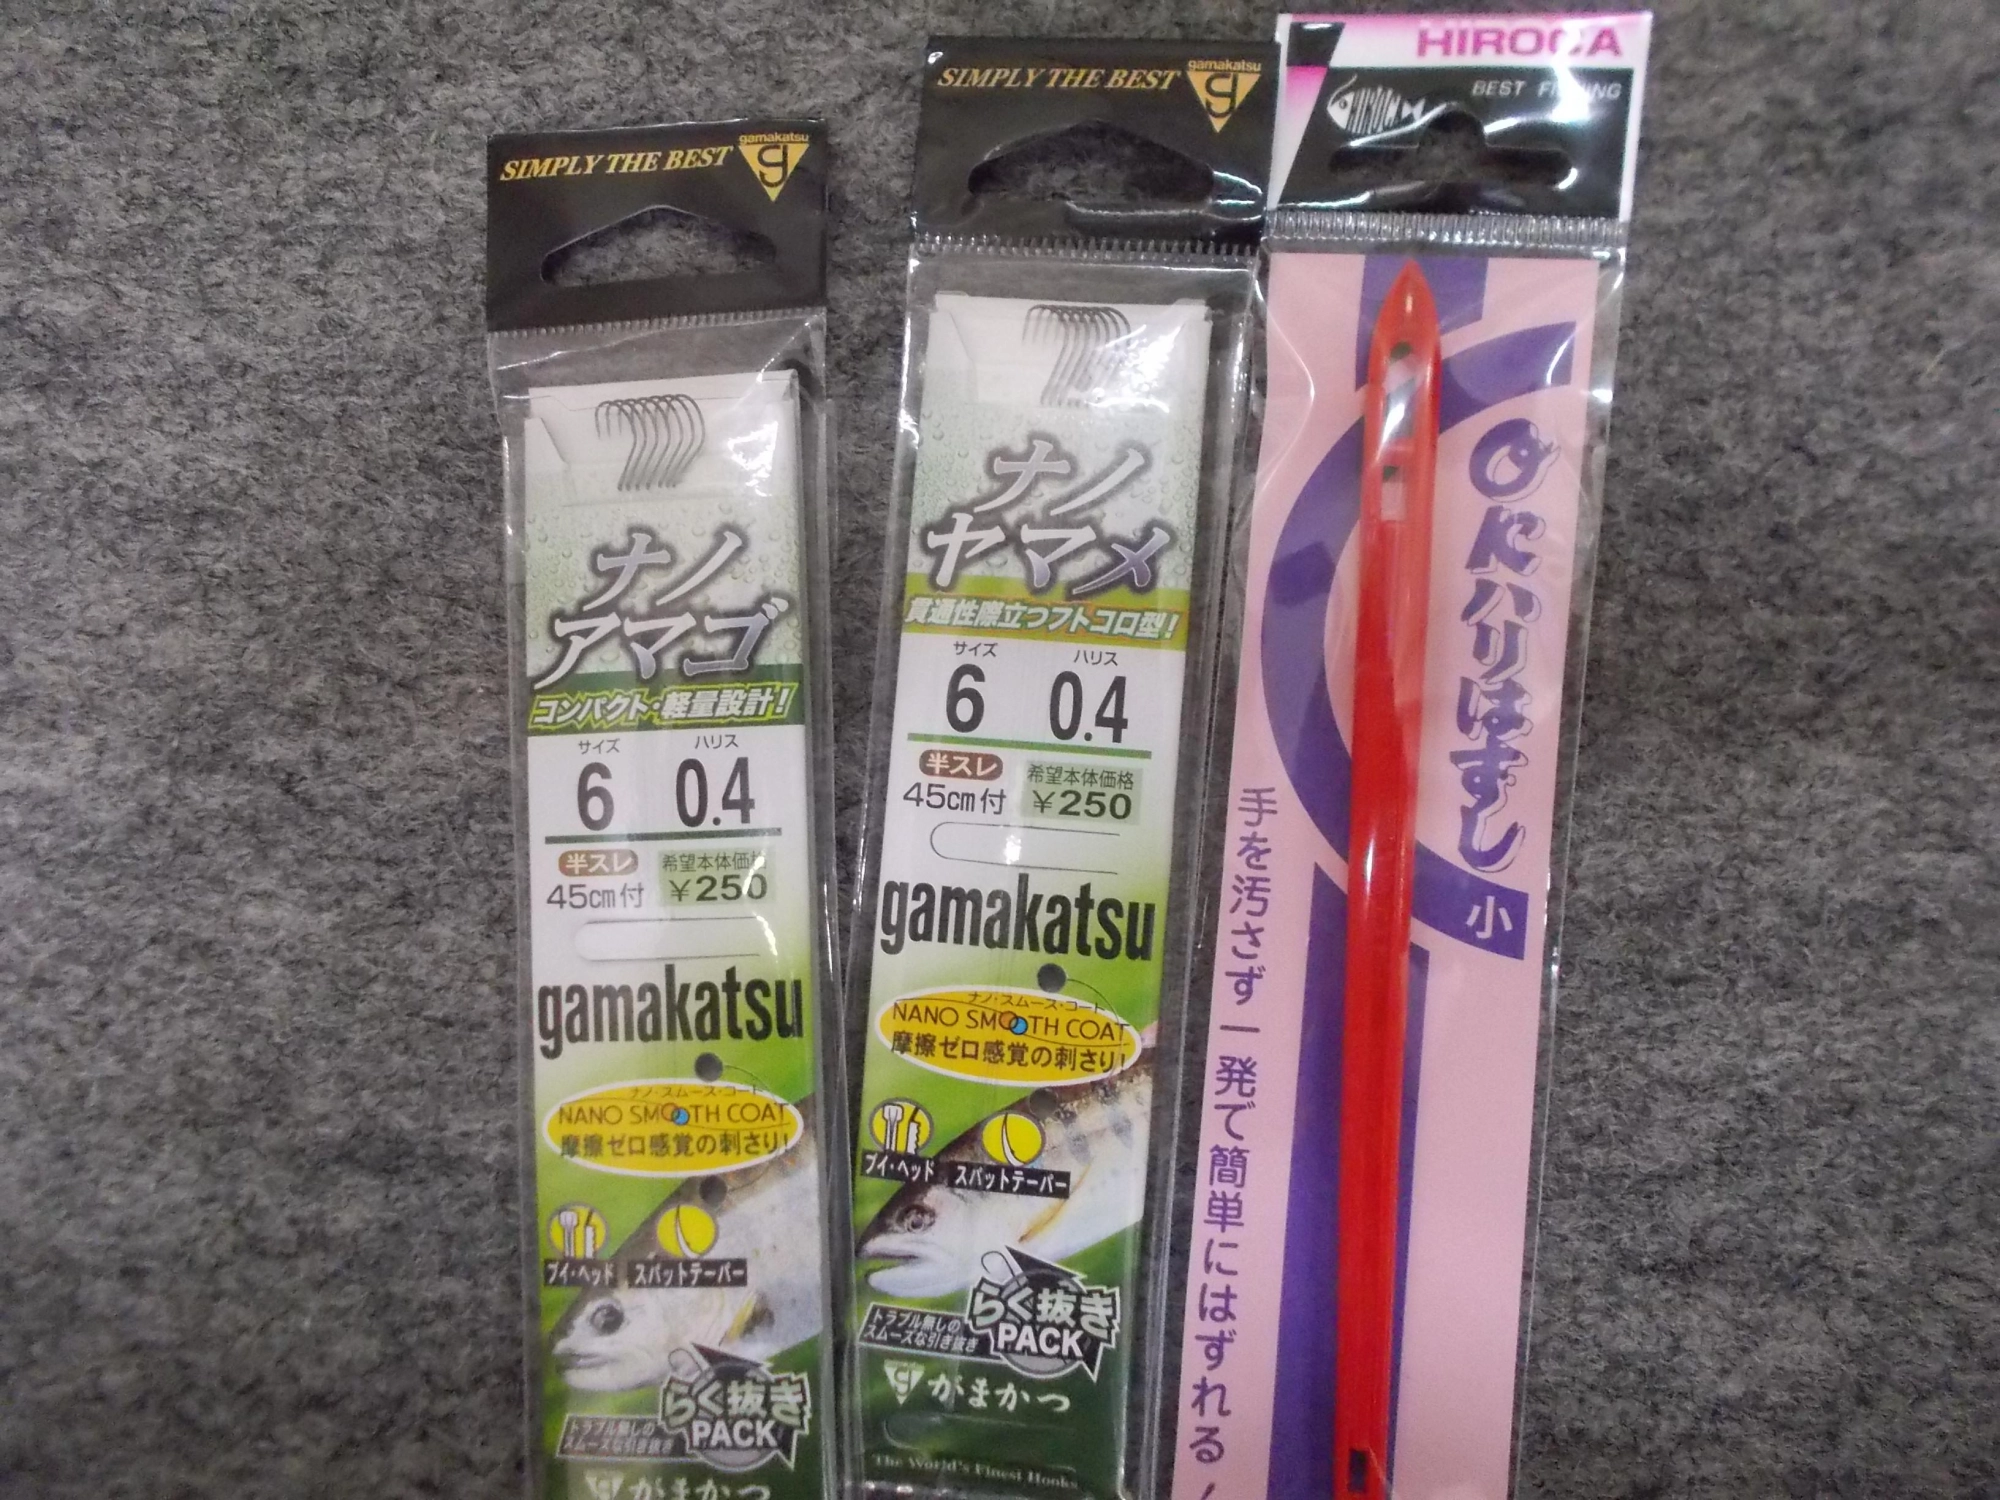 SIMPLY THE BEST
gamakatsu
ナノ
アマゴ
コンパクト・軽量設計!
サイズ ハリス
6 0.4
半スレ 希望本体価格
45cm付 ¥250
gamakatsu
ナノ・スムース・コート
NANO SMOOTH COAT
摩擦ゼロ感覚の刺さり!
ブイ・ヘッド スパットテーパー
らく抜き
PACK
トラブル無しの
スムーズな引き抜き
がまかつ
SIMPLY THE BEST
gamakatsu
ナノ
ヤマメ
貫通性際立つフトコロ型!
サイズ ハリス
6 0.4
半スレ 希望本体価格
45cm付 ¥250
gamakatsu
ナノ・スムース・コート
NANO SMOOTH COAT
摩擦ゼロ感覚の刺さり!
ブイ・ヘッド スパットテーパー
らく抜き
PACK
トラブル無しの
スムーズな引き抜き
がまかつ
The World's Finest Hooks
HIROCA
BEST FISHING
ハリはずし
小
手を汚さず一発で簡単にはずれる